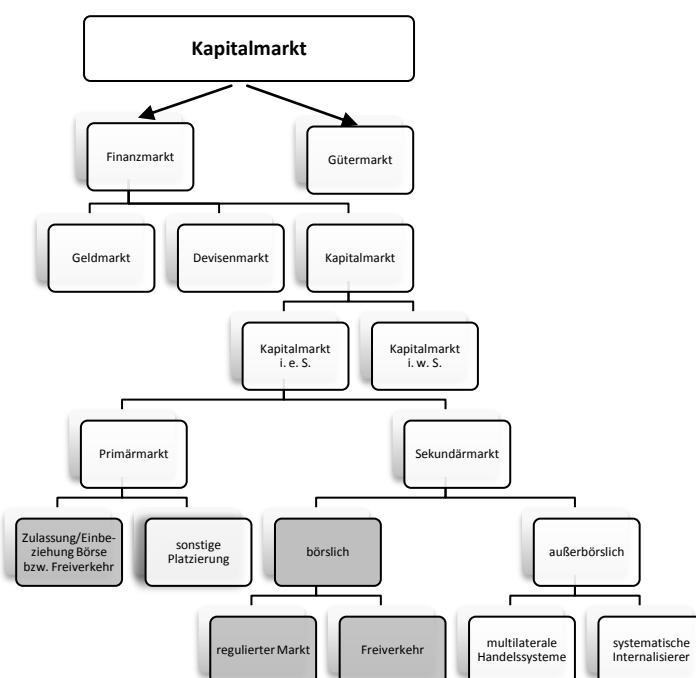 Kapitalmarkt
Finanzmarkt
Gütermarkt
Geldmarkt
Devisenmarkt
Kapitalmarkt
Kapitalmarkt
i. e. S.
Kapitalmarkt
i. w. S.
Primärmarkt
Sekundärmarkt
Zulassung/Einbe-
ziehung Börse
bzw. Freiverkehr
sonstige
Platzierung
börslich
außerbörslich
regulierter Markt
Freiverkehr
multilaterale
Handelssysteme
systematische
Internalisierer